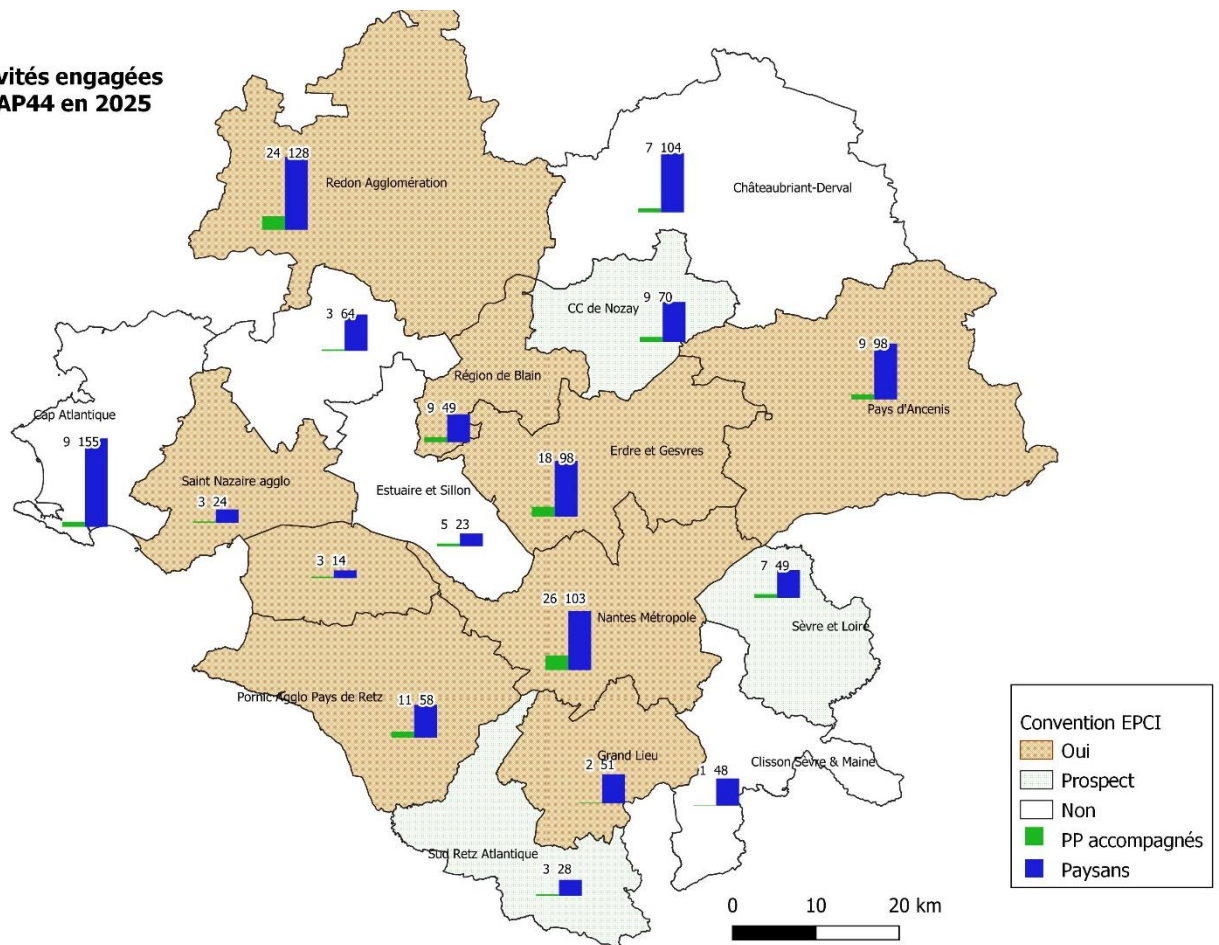 vités engagées
AP44 en 2025
24 128
Redon Agglomération
7 104
Châteaubriant-Derval
9 70
CC de Nozay
3 64
9 98
Pays d'Ancenis
Région de Blain
9 49
Cap Atlantique
9 155
Erdre et Gesvres
18 98
Saint Nazaire agglo
3 24
Estuaire et Sillon
5 23
3 14
7 49
Sèvre et Loire
26 103
Nantes Métropole
Pornic Agglo Pays de Retz
11 58
Grand Lieu
2 51
Clisson Sèvre & Maine
1 48
Sud Retz Atlantique
3 28
Convention EPCI
Oui
Prospect
Non
PP accompagnés
Paysans
0 10 20 km